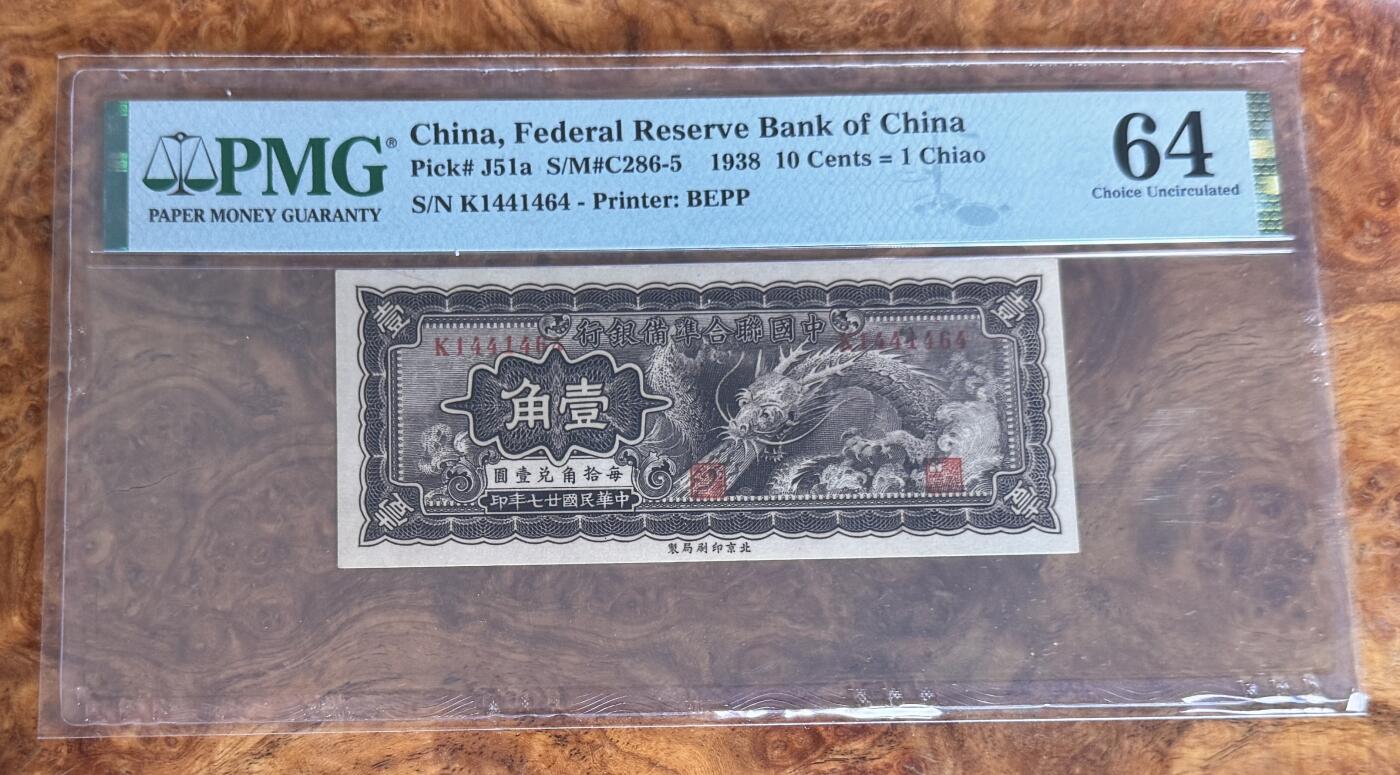 PMG®
PAPER MONEY GUARANTY
China, Federal Reserve Bank of China
Pick# J51a S/M#C286-5 1938 10 Cents = 1 Chiao
S/N K1441464 - Printer: BEPP
64
Choice Uncirculated
壹
壹
行銀備準合聯國中
K1441464
K1441464
角壹
圓壹兌角拾每
印年七廿國民華中
壹
壹
製局刷印京北